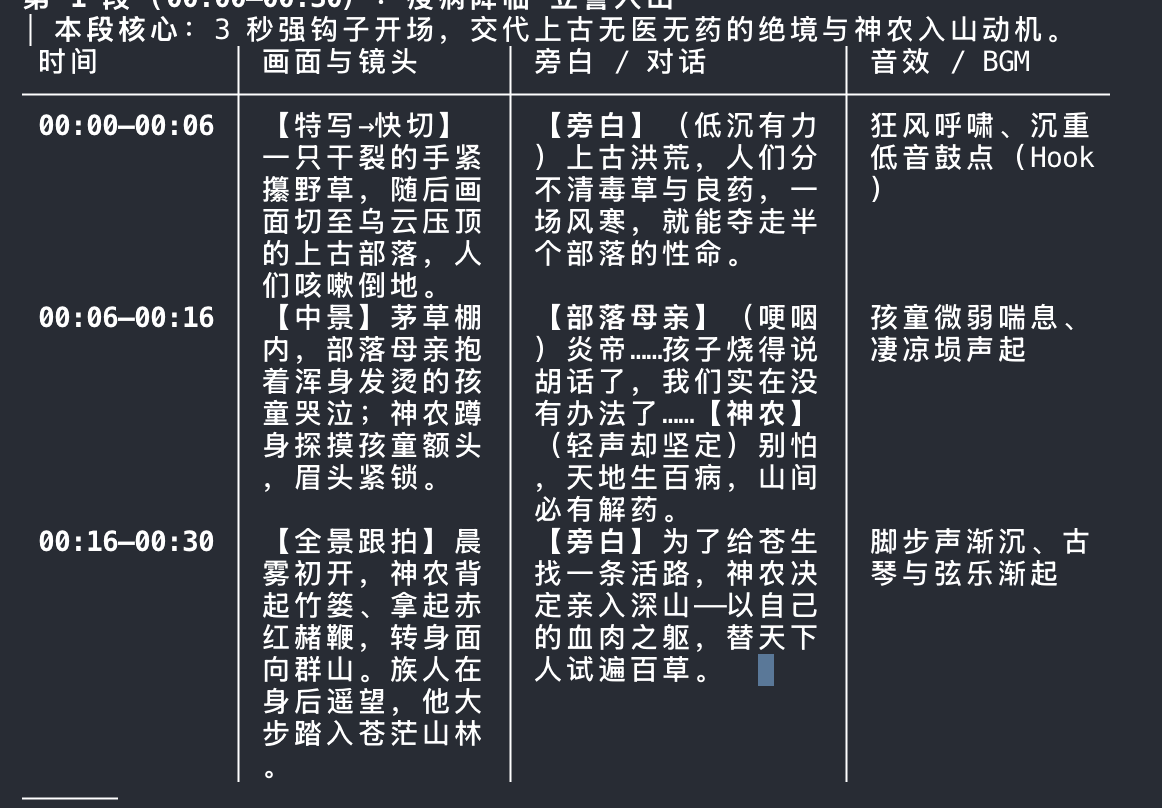 第 1 段 (00:00—00:30) ·
本段核心：3 秒强钩子开场，交代上古无医无药的绝境与神农入山动机。
时间
画面与镜头
旁白 / 对话
音效 / BGM
00:00—00:06
【特写→快切】
一只干裂的手紧
攥野草，随后画
面切至乌云压顶
的上古部落，人
们咳嗽倒地。
【旁白】（低沉有力
）上古洪荒，人们分
不清毒草与良药，一
场风寒，就能夺走半
个部落的性命。
狂风呼啸、沉重
低音鼓点（Hook
）
00:06—00:16
【中景】茅草棚
内，部落母亲抱
着浑身发烫的孩
童哭泣；神农蹲
身探摸孩童额头
，眉头紧锁。
【部落母亲】（哽咽
）炎帝……孩子烧得说
胡话了，我们实在没
有办法了……【神农】
（轻声却坚定）别怕
，天地生百病，山间
必有解药。
孩童微弱喘息、
凄凉埙声起
00:16—00:30
【全景跟拍】晨
雾初开，神农背
起竹篓、拿起赤
红赭鞭，转身面
向群山。族人在
身后遥望，他大
步踏入苍茫山林
。
【旁白】为了给苍生
找一条活路，神农决
定亲入深山——以自己
的血肉之躯，替天下
人试遍百草。
脚步声渐沉、古
琴与弦乐渐起